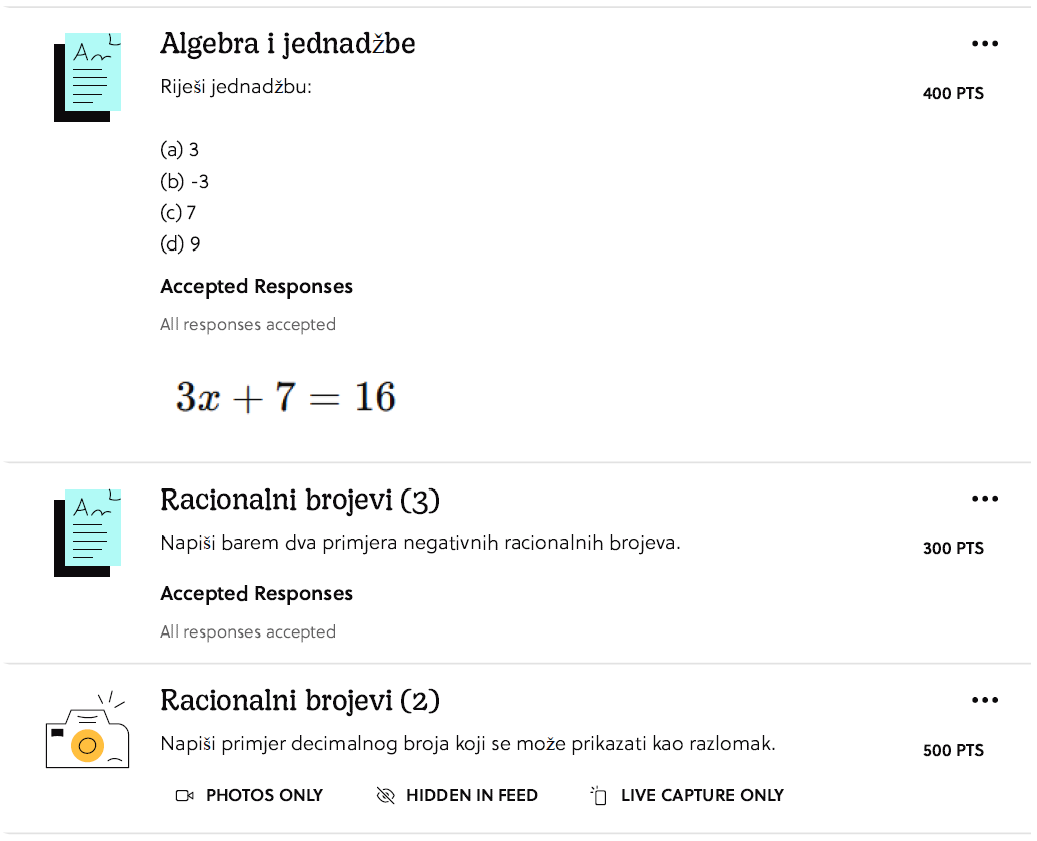 Algebra i jednadžbe
Riješi jednadžbu:
400 PTS
(a) 3
(b) -3
(c) 7
(d) 9
Accepted Responses
All responses accepted
3x + 7 = 16
Racionalni brojevi (3)
Napiši barem dva primjera negativnih racionalnih brojeva.
300 PTS
Accepted Responses
All responses accepted
Racionalni brojevi (2)
Napiši primjer decimalnog broja koji se može prikazati kao razlomak.
500 PTS
PHOTOS ONLY HIDDEN IN FEED LIVE CAPTURE ONLY